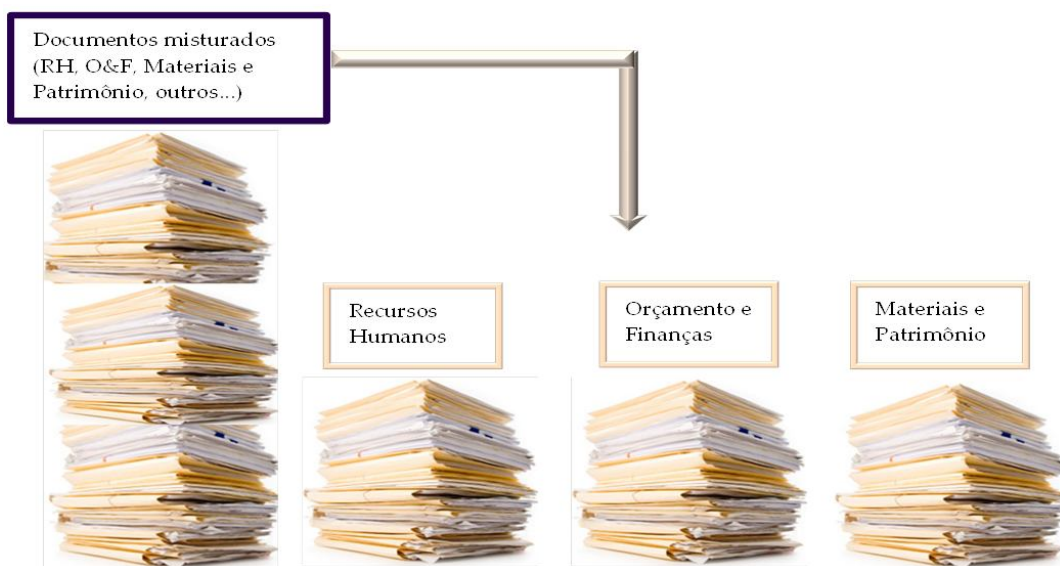 Documentos misturados
(RH, O&F, Materiais e
Patrimônio, outros...)
Recursos
Humanos
Orçamento e
Finanças
Materiais e
Patrimônio